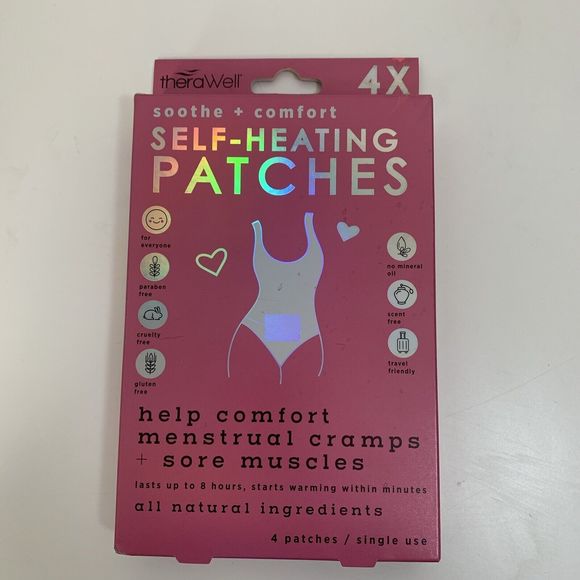 theraWell
4X
soothe + comfort
SELF-HEATING
PATCHES
for
everyone
paraben
free
cruelty
free
gluten
free
no mineral
oil
scent
free
travel
friendly
help comfort
menstrual cramps
+ sore muscles
lasts up to 8 hours, starts warming within minutes
all natural ingredients
4 patches / single use